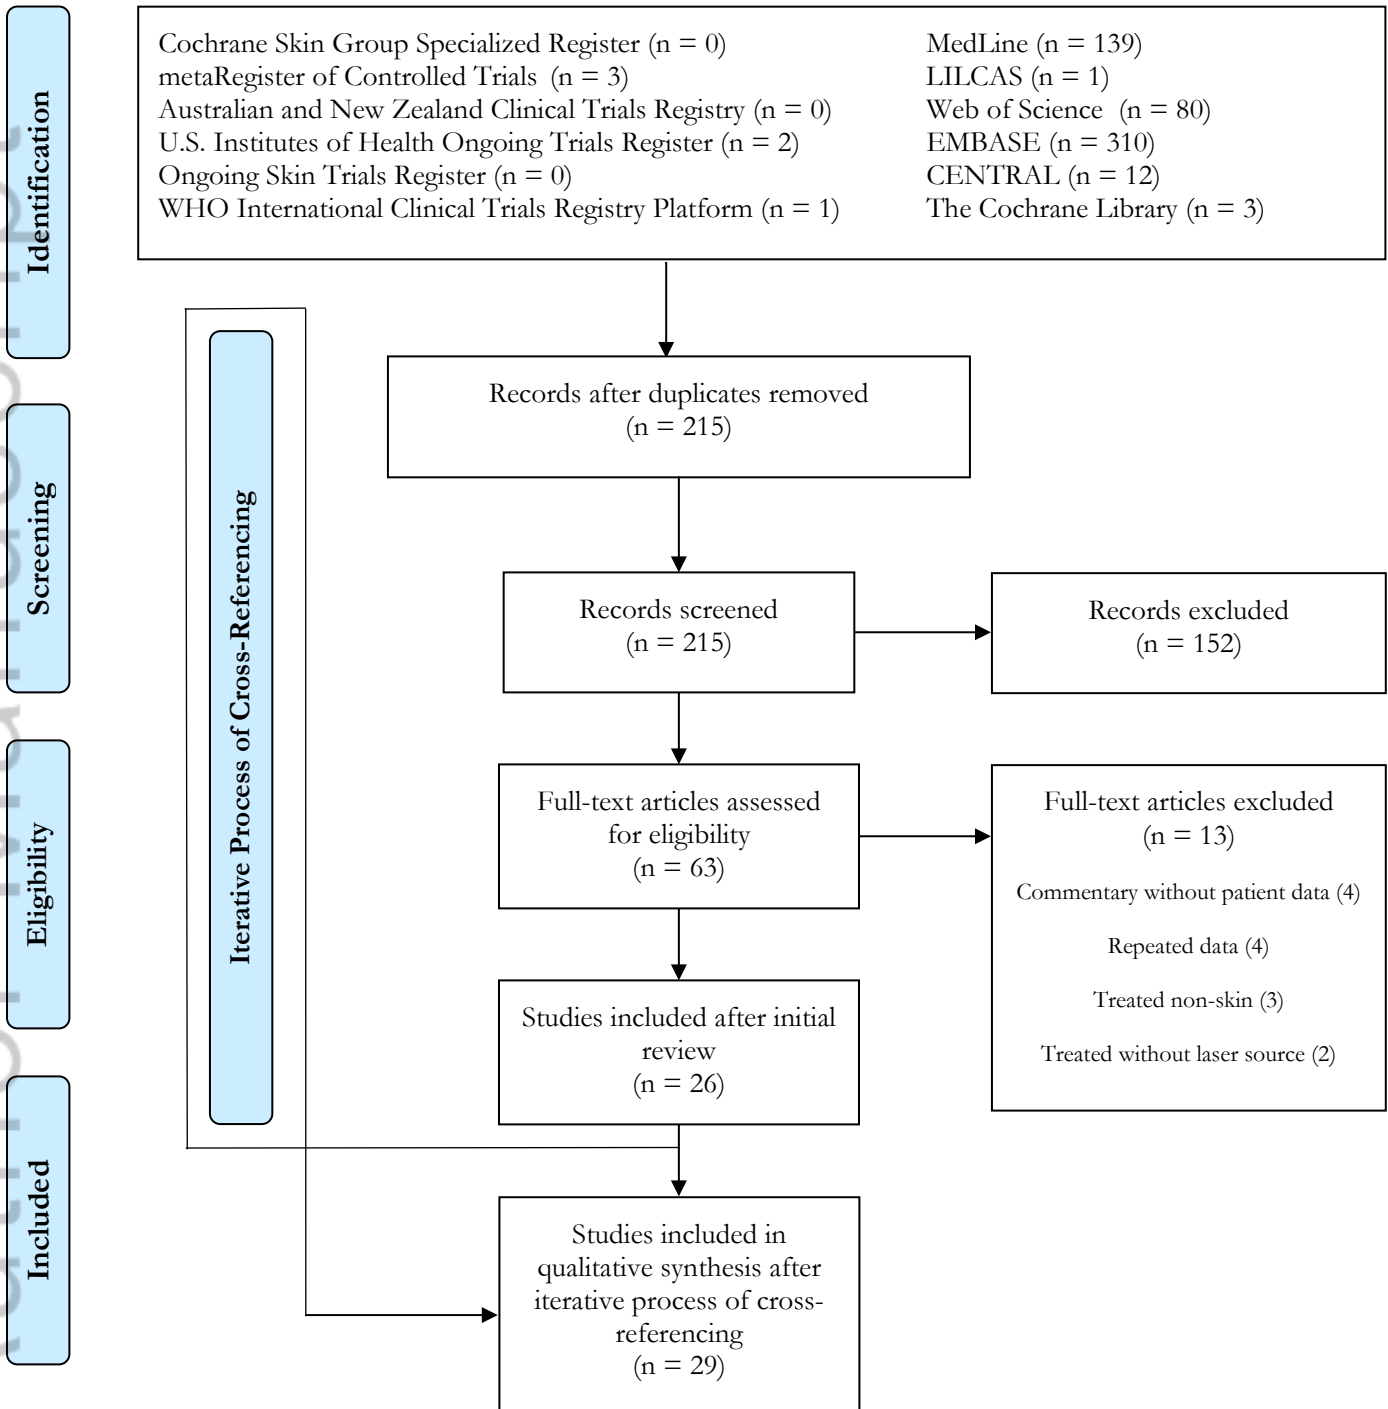 Identification
Cochrane Skin Group Specialized Register (n = 0)
metaRegister of Controlled Trials (n = 3)
Australian and New Zealand Clinical Trials Registry (n = 0)
U.S. Institutes of Health Ongoing Trials Register (n = 2)
Ongoing Skin Trials Register (n = 0)
WHO International Clinical Trials Registry Platform (n = 1)
MedLine (n = 139)
LILCAS (n = 1)
Web of Science (n = 80)
EMBASE (n = 310)
CENTRAL (n = 12)
The Cochrane Library (n = 3)
Iterative Process of Cross-Referencing
Records after duplicates removed
(n = 215)
Screening
Records screened
(n = 215)
Records excluded
(n = 152)
Eligibility
Full-text articles assessed
for eligibility
(n = 63)
Full-text articles excluded
(n = 13)
Commentary without patient data (4)
Repeated data (4)
Treated non-skin (3)
Treated without laser source (2)
Studies included after initial
review
(n = 26)
Included
Studies included in
qualitative synthesis after
iterative process of cross-
referencing
(n = 29)